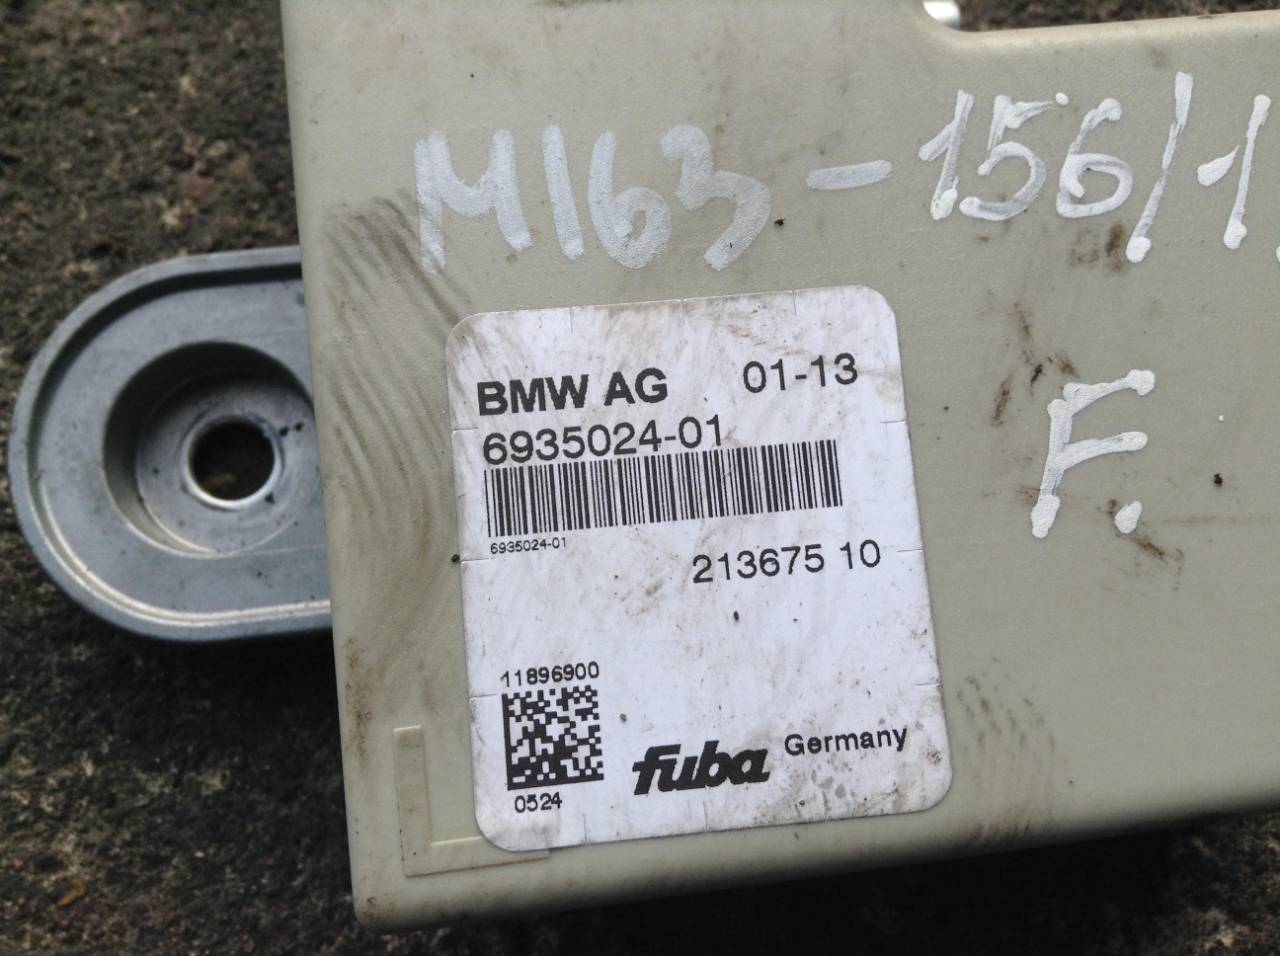 M163-156/1
BMW AG 01-13
6935024-01
F.
6935024-01
213675 10
11896900
0524
fuba Germany